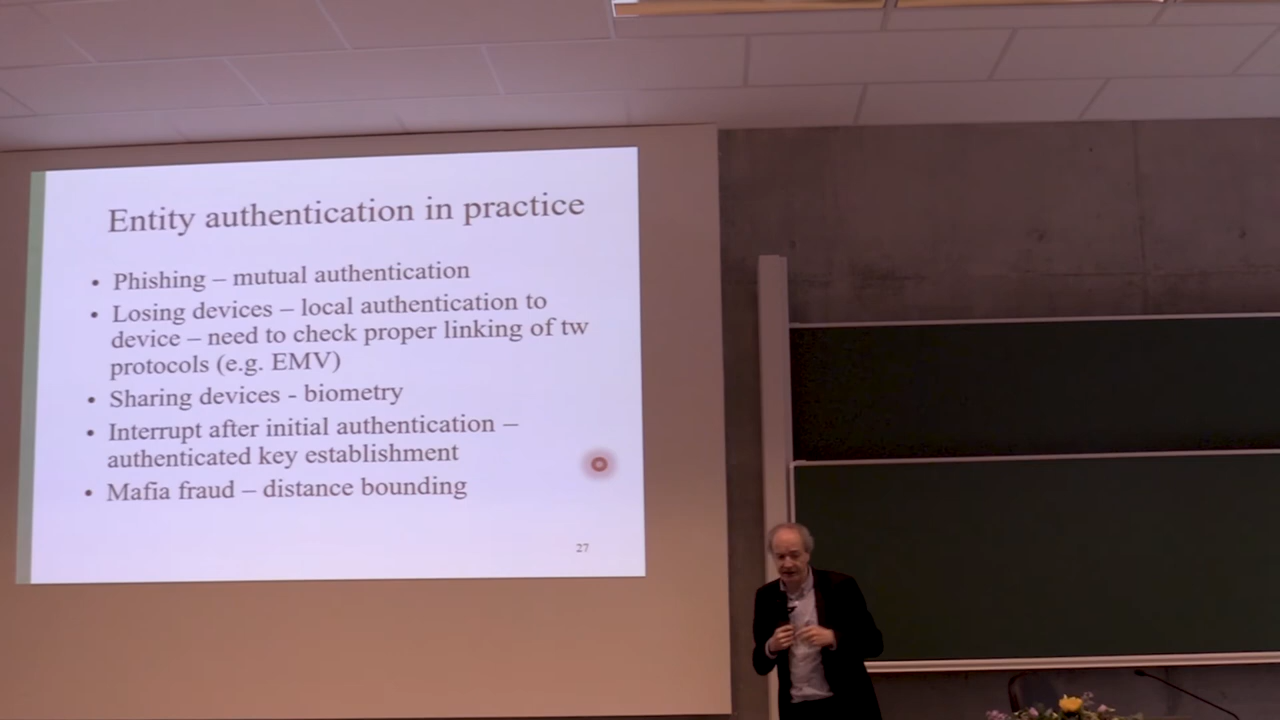 Entity authentication in practice
• Phishing – mutual authentication
• Losing devices – local authentication to
device – need to check proper linking of tw
protocols (e.g. EMV)
• Sharing devices - biometry
• Interrupt after initial authentication –
authenticated key establishment
• Mafia fraud – distance bounding
27